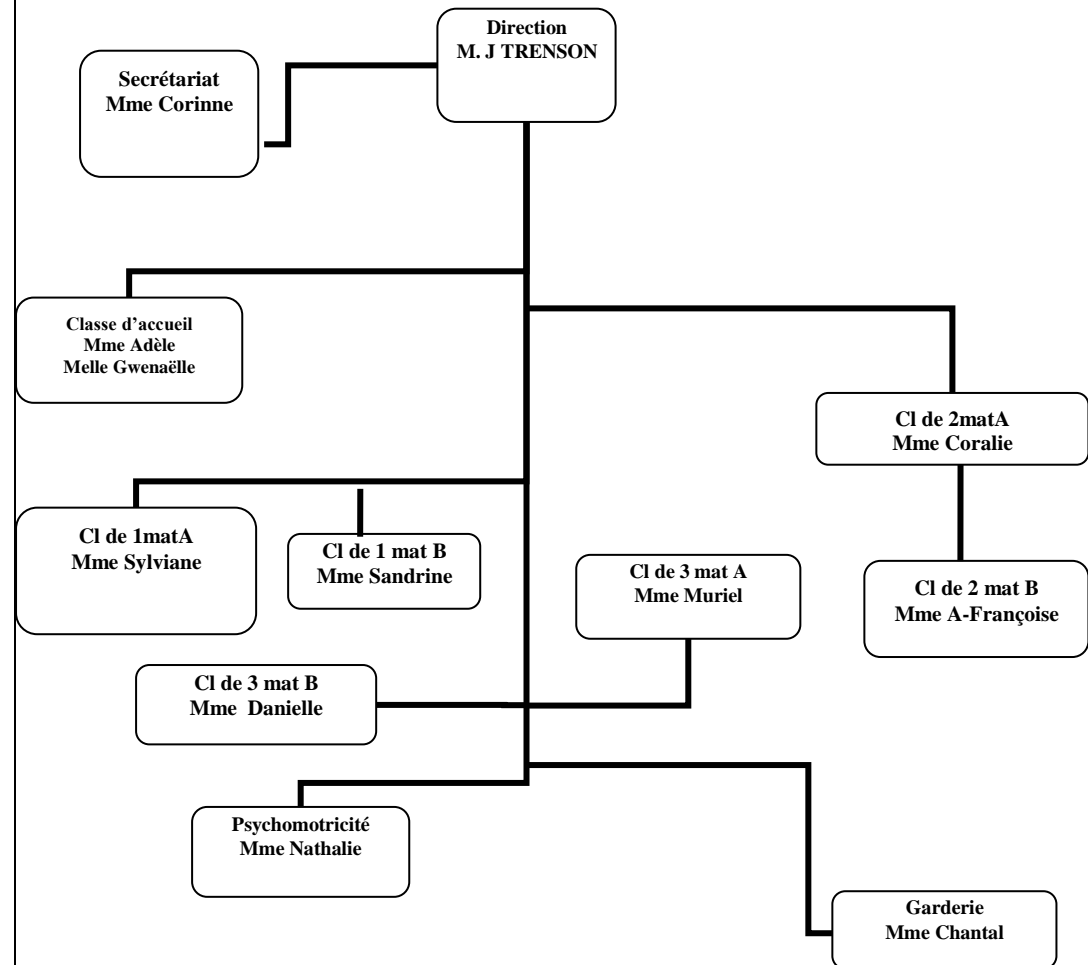 Direction
M. J TRENSON
Secrétariat
Mme Corinne
Classe d'accueil
Mme Adèle
Melle Gwenaëlle
Cl de 2matA
Mme Coralie
Cl de 1matA
Mme Sylviane
Cl de 1 mat B
Mme Sandrine
Cl de 3 mat A
Mme Muriel
Cl de 2 mat B
Mme A-Françoise
Cl de 3 mat B
Mme Danielle
Psychomotricité
Mme Nathalie
Garderie
Mme Chantal